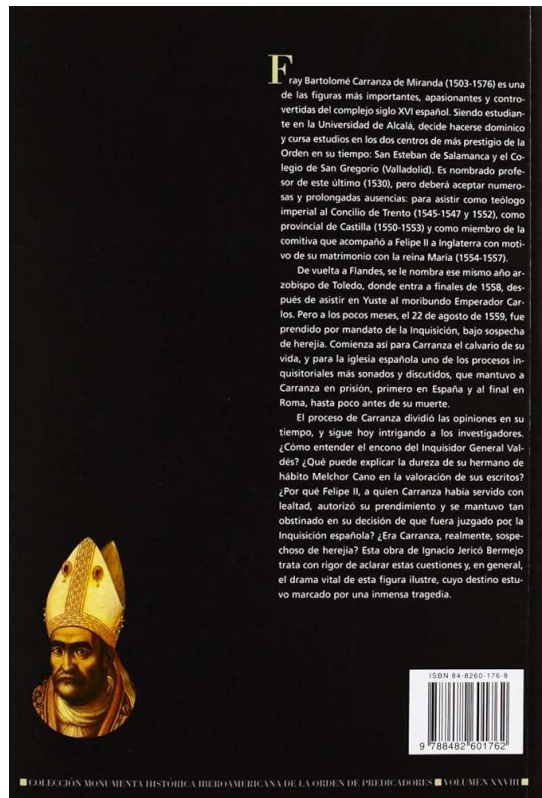 Fray Bartolomé Carranza de Miranda (1503-1576) es una
de las figuras más importantes, apasionantes y contro-
vertidas del complejo siglo XVI español. Siendo estudian-
te en la Universidad de Alcalá, decide hacerse dominico
y cursa estudios en los dos centros de más prestigio de la
Orden en su tiempo: San Esteban de Salamanca y el Co-
legio de San Gregorio (Valladolid). Es nombrado profe-
sor de este último (1530), pero deberá aceptar numero-
sas y prolongadas ausencias: para asistir como teólogo
imperial al Concilio de Trento (1545-1547 y 1552), como
provincial de Castilla (1550-1553) y como miembro de la
comitiva que acompañó a Felipe II a Inglaterra con moti-
vo de su matrimonio con la reina María (1554-1557).
De vuelta a Flandes, se le nombra ese mismo año ar-
zobispo de Toledo, donde entra a finales de 1558, des-
pués de asistir en Yuste al moribundo Emperador Car-
los. Pero a los pocos meses, el 22 de agosto de 1559, fue
prendido por mandato de la Inquisición, bajo sospecha
de herejía. Comienza así para Carranza el calvario de su
vida, y para la iglesia española uno de los procesos in-
quisitoriales más sonados y discutidos, que mantuvo a
Carranza en prisión, primero en España y al final en
Roma, hasta poco antes de su muerte.
El proceso de Carranza dividió las opiniones en su
tiempo, y sigue hoy intrigando a los investigadores.
¿Cómo entender el encono del Inquisidor General Val-
dés? ¿Qué puede explicar la dureza de su hermano de
hábito Melchor Cano en la valoración de sus escritos?
¿Por qué Felipe II, a quien Carranza había servido con
lealtad, autorizó su prendimiento y se mantuvo tan
obstinado en su decisión de que fuera juzgado por la
Inquisición española? ¿Era Carranza, realmente, sospe-
choso de herejía? Esta obra de Ignacio Jericó Bermejo
trata con rigor de aclarar estas cuestiones y, en general,
el drama vital de esta figura ilustre, cuyo destino estu-
vo marcado por una inmensa tragedia.
ISBN 84-8260-176-8
9 788482 601762
COLECCIÓN MONUMENTA HISTÓRICA IBEROAMERICANA DE LA ORDEN DE PREDICADORES VOLUMEN XXVIII